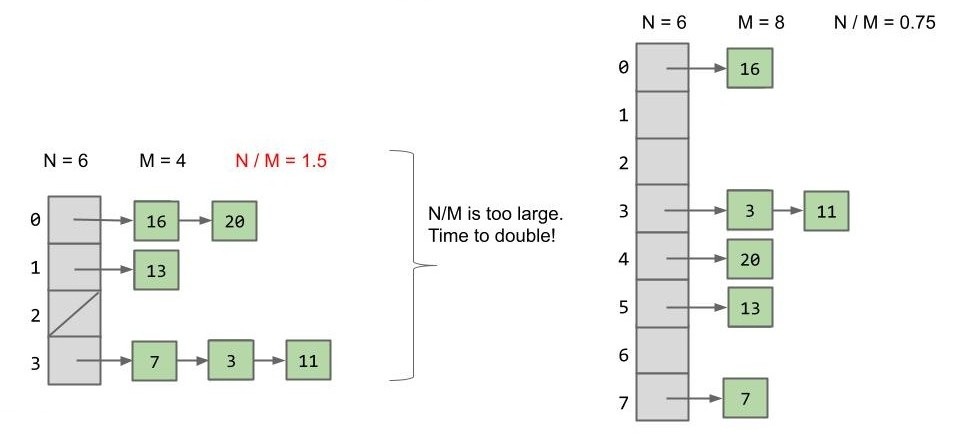 N = 6 M = 4 N / M = 1.5
0 16 20
1 13
2
3 7 3 11
N/M is too large.
Time to double!
N = 6 M = 8 N / M = 0.75
0 16
1
2
3 3 11
4 20
5 13
6
7 7